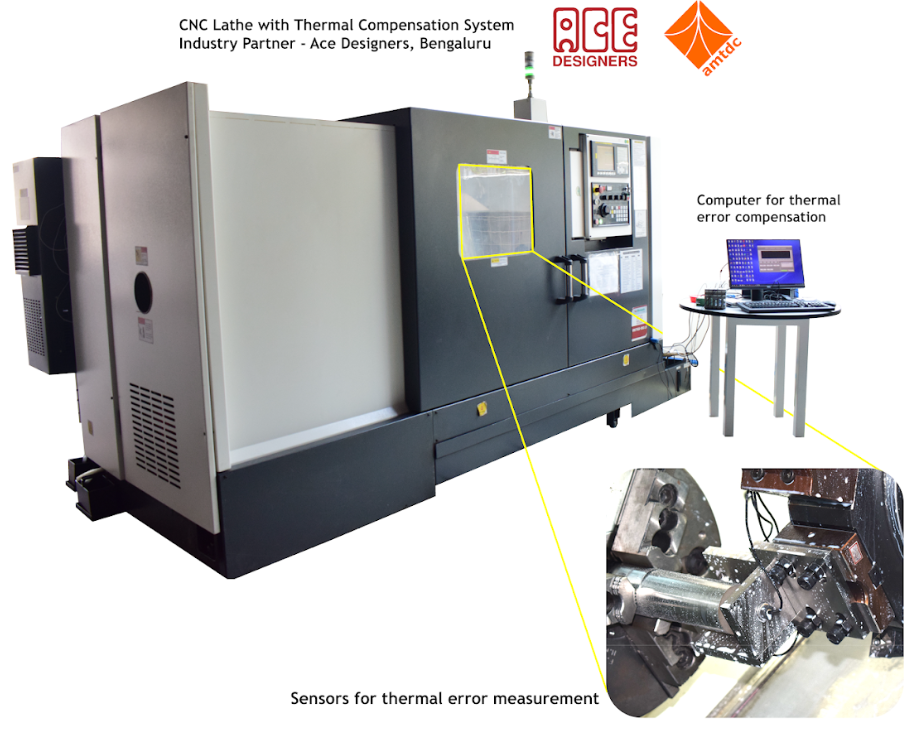 CNC Lathe with Thermal Compensation System
Industry Partner - Ace Designers, Bengaluru
ACE
DESIGNERS
amtdc
Computer for thermal
error compensation
Sensors for thermal error measurement